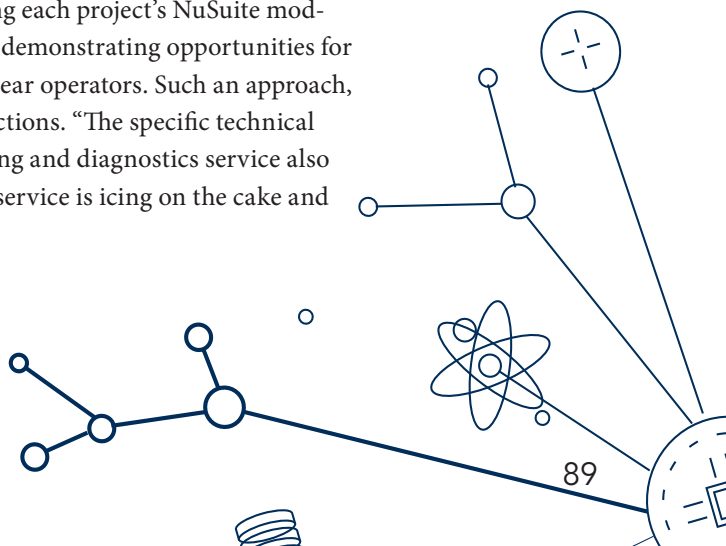 ng each project’s NuSuite mod-
demonstrating opportunities for
ear operators. Such an approach,
ctions. “The specific technical
ng and diagnostics service also
service is icing on the cake and
89